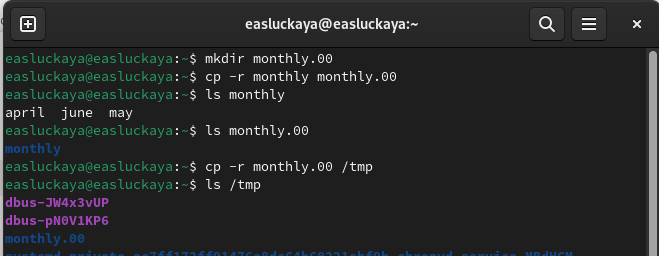 easluckaya@easluckaya:~
easluckaya@easluckaya:~$ mkdir monthly.00
easluckaya@easluckaya:~$ cp -r monthly monthly.00
easluckaya@easluckaya:~$ ls monthly
april  june  may
easluckaya@easluckaya:~$ ls monthly.00
monthly
easluckaya@easluckaya:~$ cp -r monthly.00 /tmp
easluckaya@easluckaya:~$ ls /tmp
dbus-JW4x3vUP
dbus-pN0V1KP6
monthly.00